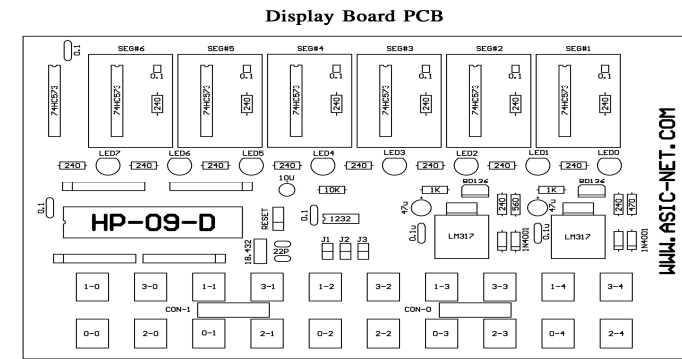 Display Board PCB
SEG#6 SEG#5 SEG#4 SEG#3 SEG#2 SEG#1
0.1 0.1 0.1 0.1 0.1 0.1 0.1
74HC573 74HC573 74HC573 74HC573 74HC573 74HC573 74HC573
240 240 240 240 240 240
LED7 LED6 LED5 LED4 LED3 LED2 LED1 LED0
240 240 240 240 240 240 240 240
10U 10K 1K BD136 1K BD136
0.1 HP-09-D RESET 0.1 1232 47u 240 560 47u 240 470
18.432 22P J1 J2 J3 0.1u LM317 1N4001 0.1u LM317 1N4001
1-0 3-0 1-1 3-1 1-2 3-2 1-3 3-3 1-4 3-4
CON-1 CON-0
0-0 2-0 0-1 2-1 0-2 2-2 0-3 2-3 0-4 2-4
WWW.ASIC-NET.COM